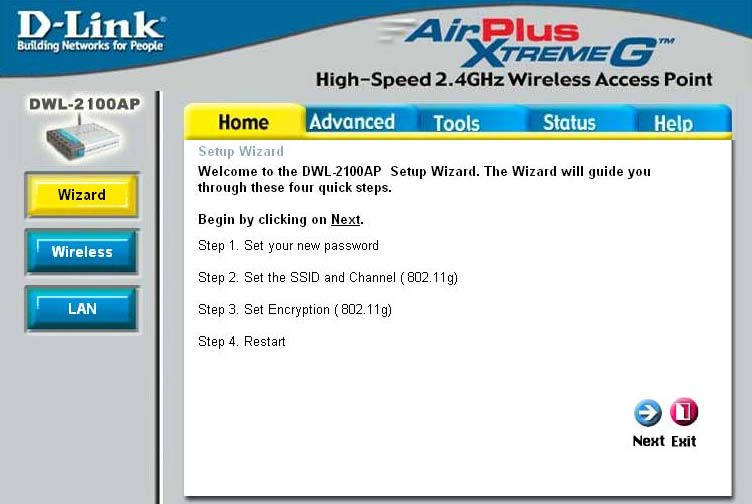 D-Link®
Building Networks for People
AirPlus
XTREME G™
High-Speed 2.4GHz Wireless Access Point
DWL-2100AP
Home
Advanced
Tools
Status
Help
Wizard
Wireless
LAN
Setup Wizard
Welcome to the DWL-2100AP Setup Wizard. The Wizard will guide you
through these four quick steps.
Begin by clicking on Next.
Step 1. Set your new password
Step 2. Set the SSID and Channel ( 802.11g)
Step 3. Set Encryption ( 802.11g)
Step 4. Restart
Next Exit